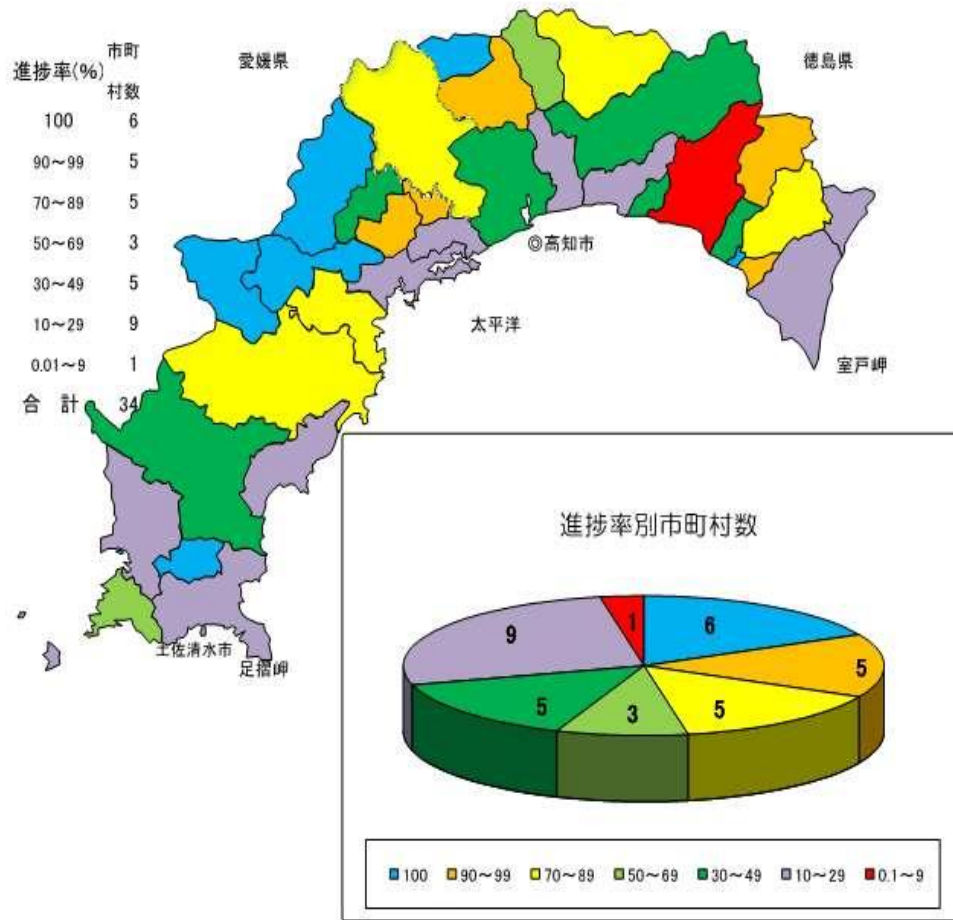 愛媛県
徳島県
進捗率(%) 市町村数
100 6
90～99 5
70～89 5
50～69 3
30～49 5
10～29 9
0.01～9 1
合 計 34
◎高知市
太平洋
室戸岬
土佐清水市
足摺岬
進捗率別市町村数
1
6
9
5
5
3
5
100 90～99 70～89 50～69 30～49 10～29 0.1～9